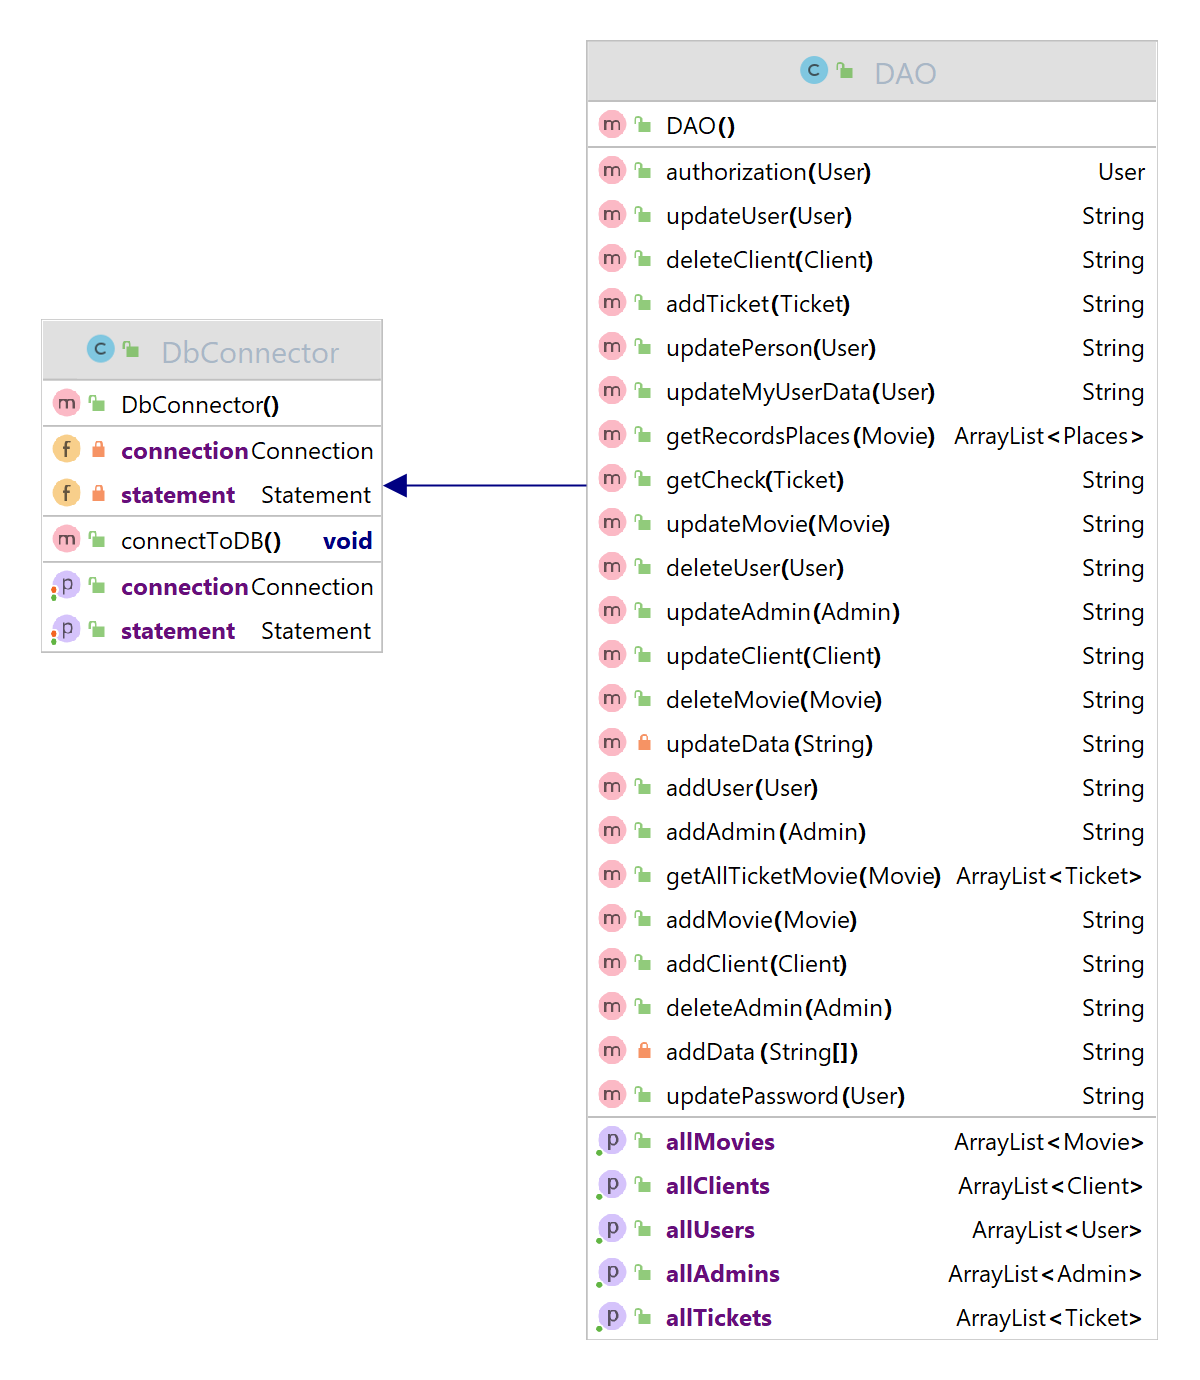 DAO
DAO()
authorization(User) User
updateUser(User) String
deleteClient(Client) String
addTicket(Ticket) String
updatePerson(User) String
updateMyUserData(User) String
getRecordsPlaces(Movie) ArrayList<Places>
getCheck(Ticket) String
updateMovie(Movie) String
deleteUser(User) String
updateAdmin(Admin) String
updateClient(Client) String
deleteMovie(Movie) String
updateData(String) String
addUser(User) String
addAdmin(Admin) String
getAllTicketMovie(Movie) ArrayList<Ticket>
addMovie(Movie) String
addClient(Client) String
deleteAdmin(Admin) String
addData(String[]) String
updatePassword(User) String
allMovies ArrayList<Movie>
allClients ArrayList<Client>
allUsers ArrayList<User>
allAdmins ArrayList<Admin>
allTickets ArrayList<Ticket>
DbConnector
DbConnector()
connection Connection
statement Statement
connectToDB() void
connection Connection
statement Statement